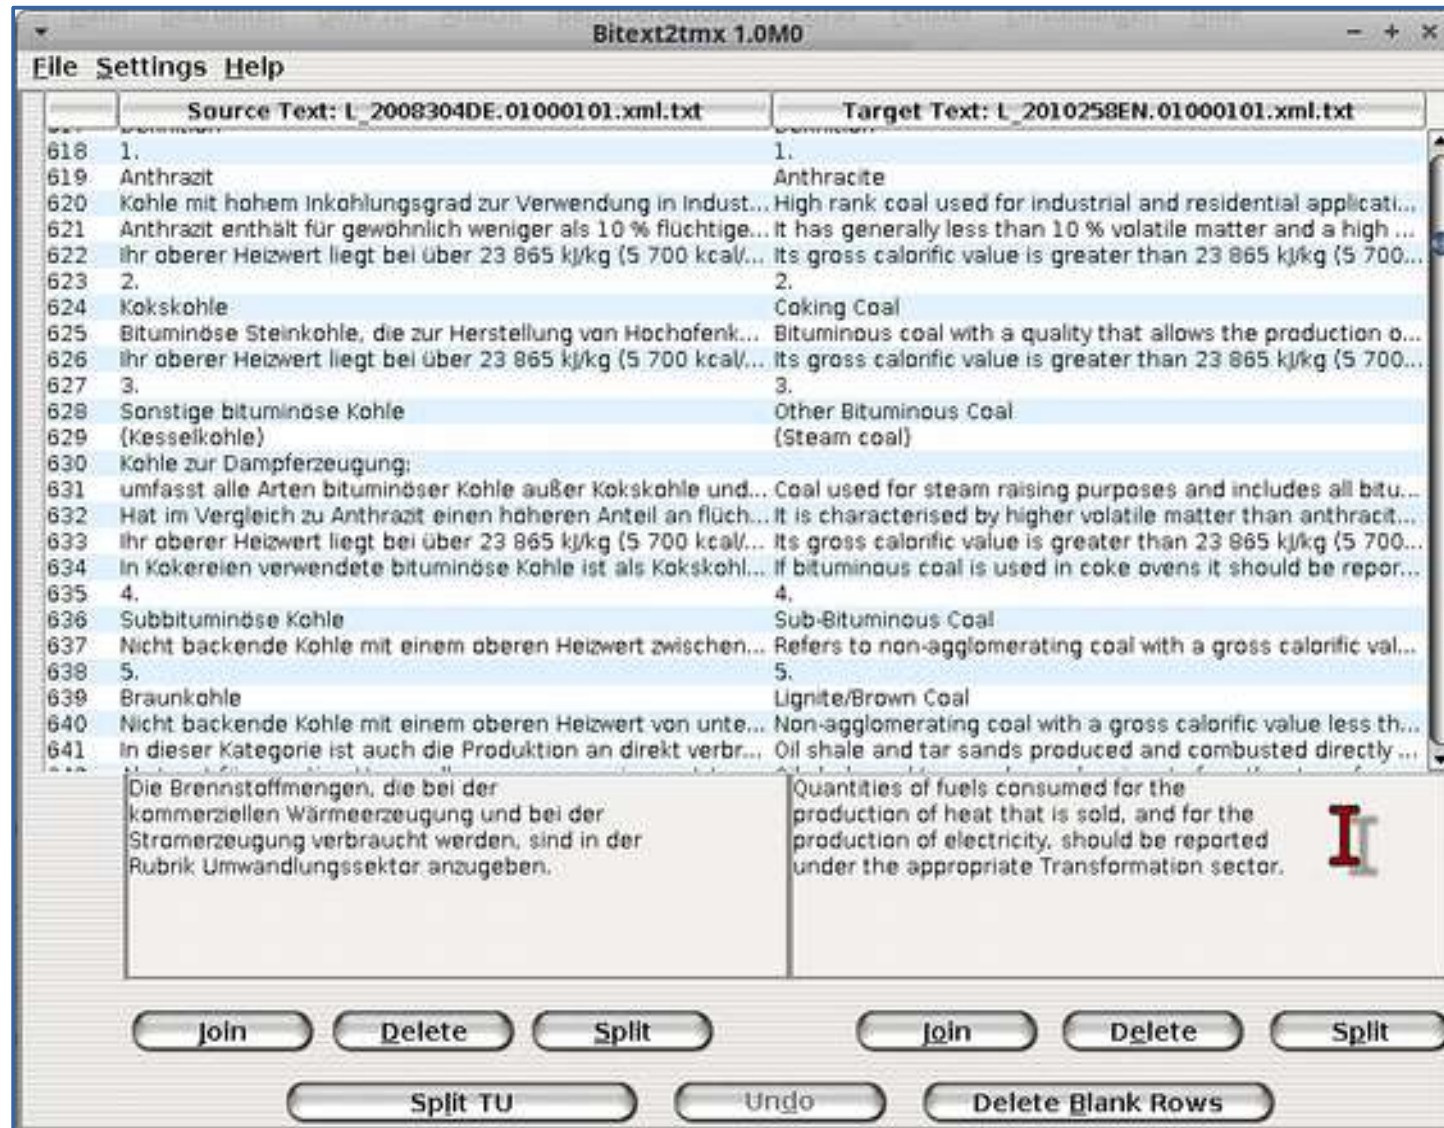 Bitext2tmx 1.0M0
File Settings Help
Source Text: L_2008304DE.01000101.xml.txt Target Text: L_2010258EN.01000101.xml.txt
618 1. 1.
619 Anthrazit Anthracite
620 Kohle mit hohem Inkohlungsgrad zur Verwendung in Indust... High rank coal used for industrial and residential applicati...
621 Anthrazit enthält für gewöhnlich weniger als 10 % flüchtige... It has generally less than 10 % volatile matter and a high ...
622 Ihr oberer Heizwert liegt bei über 23 865 kJ/kg (5 700 kcal/... Its gross calorific value is greater than 23 865 kJ/kg (5 700...
623 2. 2.
624 Kokskohle Coking Coal
625 Bituminöse Steinkohle, die zur Herstellung von Hochofenk... Bituminous coal with a quality that allows the production o...
626 Ihr oberer Heizwert liegt bei über 23 865 kJ/kg (5 700 kcal/... Its gross calorific value is greater than 23 865 kJ/kg (5 700...
627 3. 3.
628 Sonstige bituminöse Kohle Other Bituminous Coal
629 (Kesselkohle) (Steam coal)
630 Kohle zur Dampferzeugung;
631 umfasst alle Arten bituminöser Kohle außer Kokskohle und... Coal used for steam raising purposes and includes all bitu...
632 Hat im Vergleich zu Anthrazit einen höheren Anteil an flüch... It is characterised by higher volatile matter than anthracit...
633 Ihr oberer Heizwert liegt bei über 23 865 kJ/kg (5 700 kcal/... Its gross calorific value is greater than 23 865 kJ/kg (5 700...
634 In Kokereien verwendete bituminöse Kohle ist als Kokskohl... If bituminous coal is used in coke ovens it should be repor...
635 4. 4.
636 Subbituminöse Kohle Sub-Bituminous Coal
637 Nicht backende Kohle mit einem oberen Heizwert zwischen... Refers to non-agglomerating coal with a gross calorific val...
638 5. 5.
639 Braunkohle Lignite/Brown Coal
640 Nicht backende Kohle mit einem oberen Heizwert von unte... Non-agglomerating coal with a gross calorific value less th...
641 In dieser Kategorie ist auch die Produktion an direkt verbr... Oil shale and tar sands produced and combusted directly ...
Die Brennstoffmengen, die bei der
kommerziellen Wärmeerzeugung und bei der
Stromerzeugung verbraucht werden, sind in der
Rubrik Umwandlungssektor anzugeben.
Quantities of fuels consumed for the
production of heat that is sold, and for the
production of electricity, should be reported
under the appropriate Transformation sector.
Join Delete Split Join Delete Split
Split TU Undo Delete Blank Rows